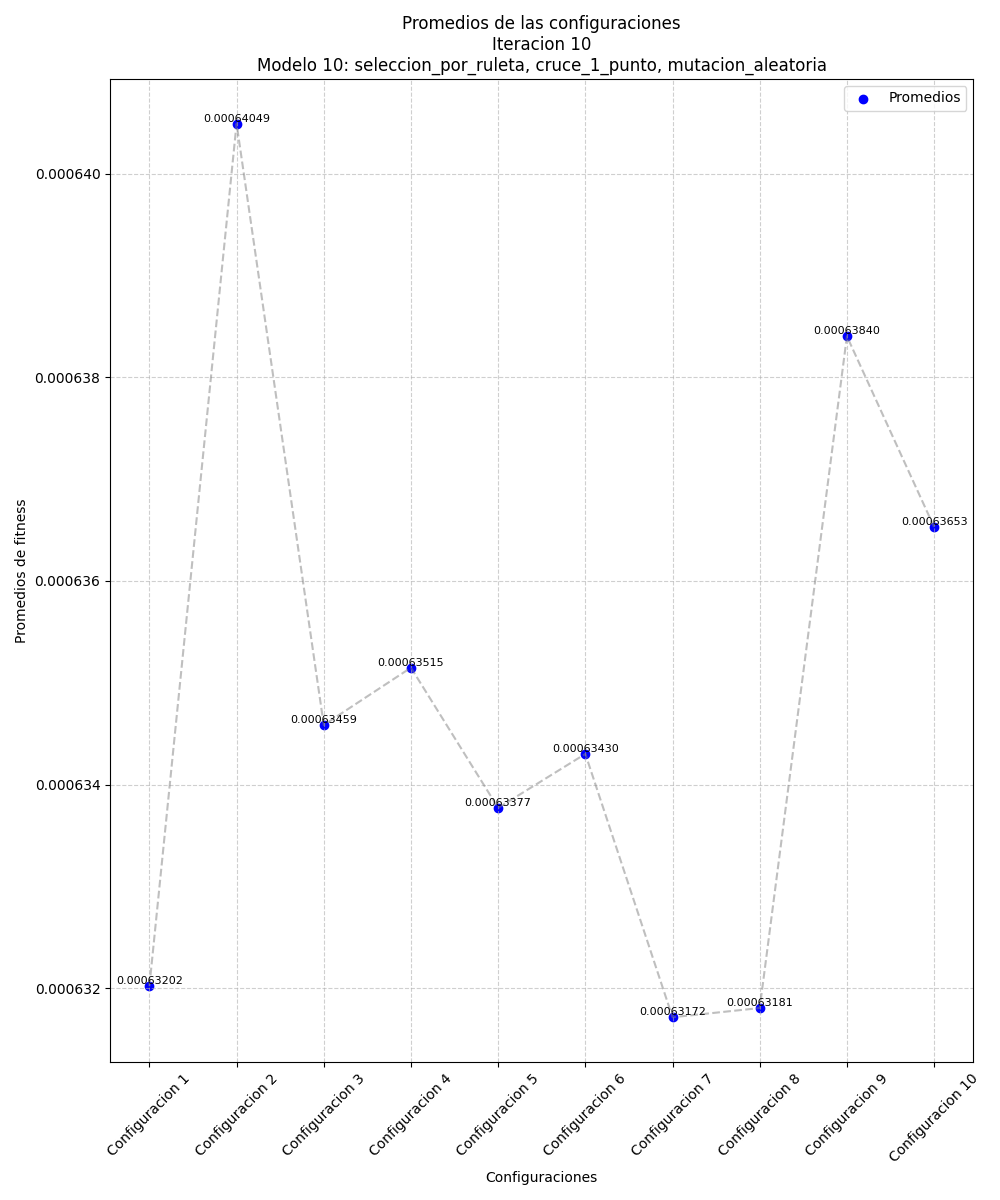 Promedios de las configuraciones
Iteracion 10
Modelo 10: seleccion_por_ruleta, cruce_1_punto, mutacion_aleatoria
Promedios
0.00064049
0.000640
0.00063840
0.000638
0.00063653
0.000636
Promedios de fitness
0.00063515
0.00063459
0.00063430
0.000634
0.00063377
0.00063202
0.000632
0.00063181
0.00063172
Configuracion 1
Configuracion 2
Configuracion 3
Configuracion 4
Configuracion 5
Configuracion 6
Configuracion 7
Configuracion 8
Configuracion 9
Configuracion 10
Configuraciones